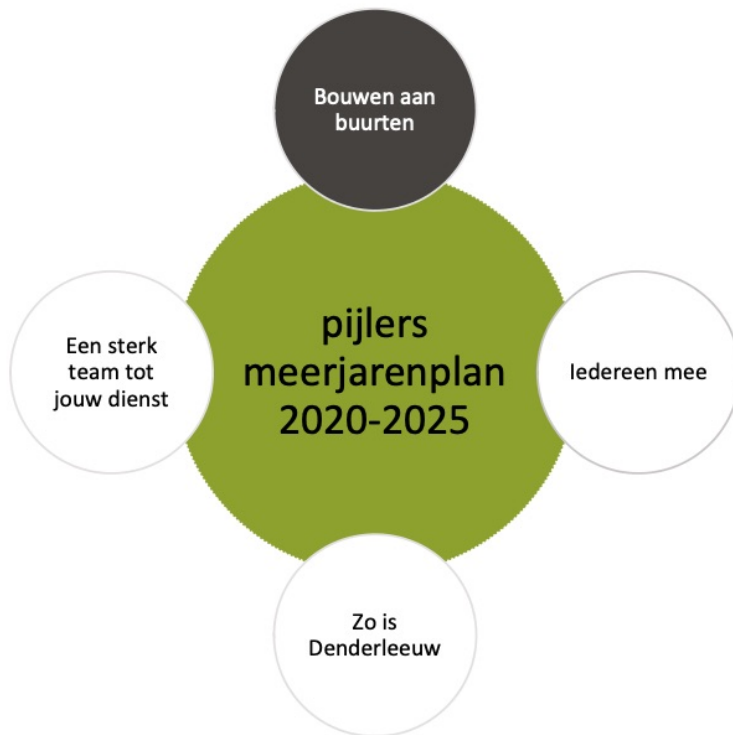 Bouwen aan
buurten
pijlers
meerjarenplan
2020-2025
Een sterk
team tot
jouw dienst
Iedereen mee
Zo is
Denderleeuw